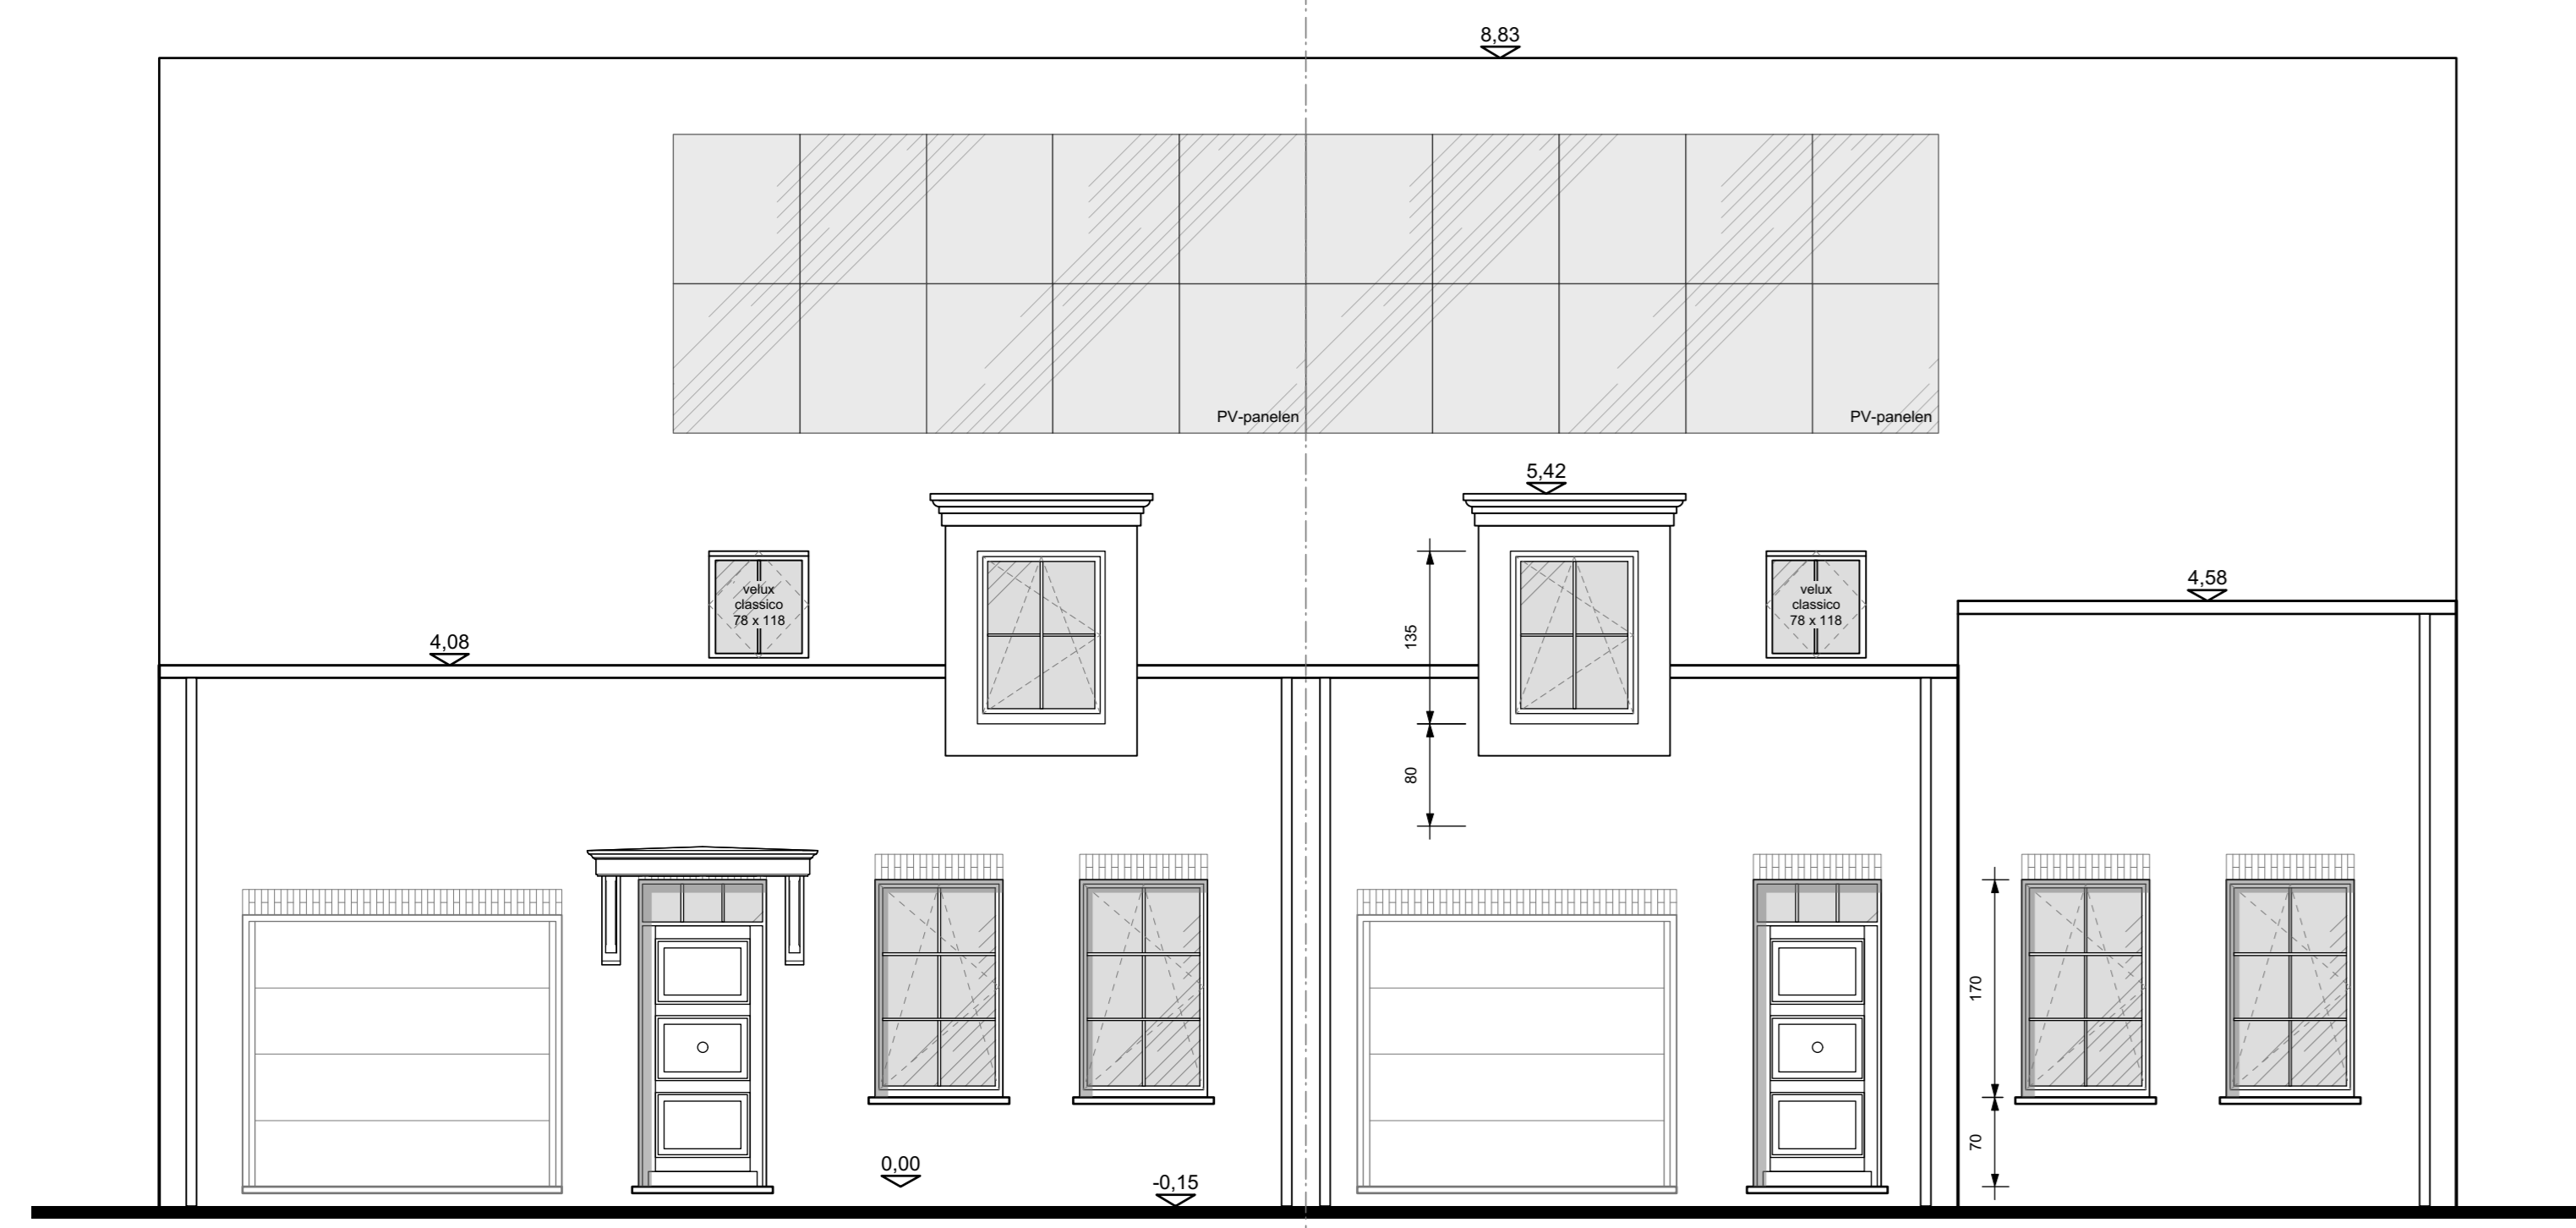 8,83
PV-panelen
PV-panelen
5,42
velux
classico
78 x 118
velux
classico
78 x 118
4,58
4,08
135
80
170
70
0,00
-0,15